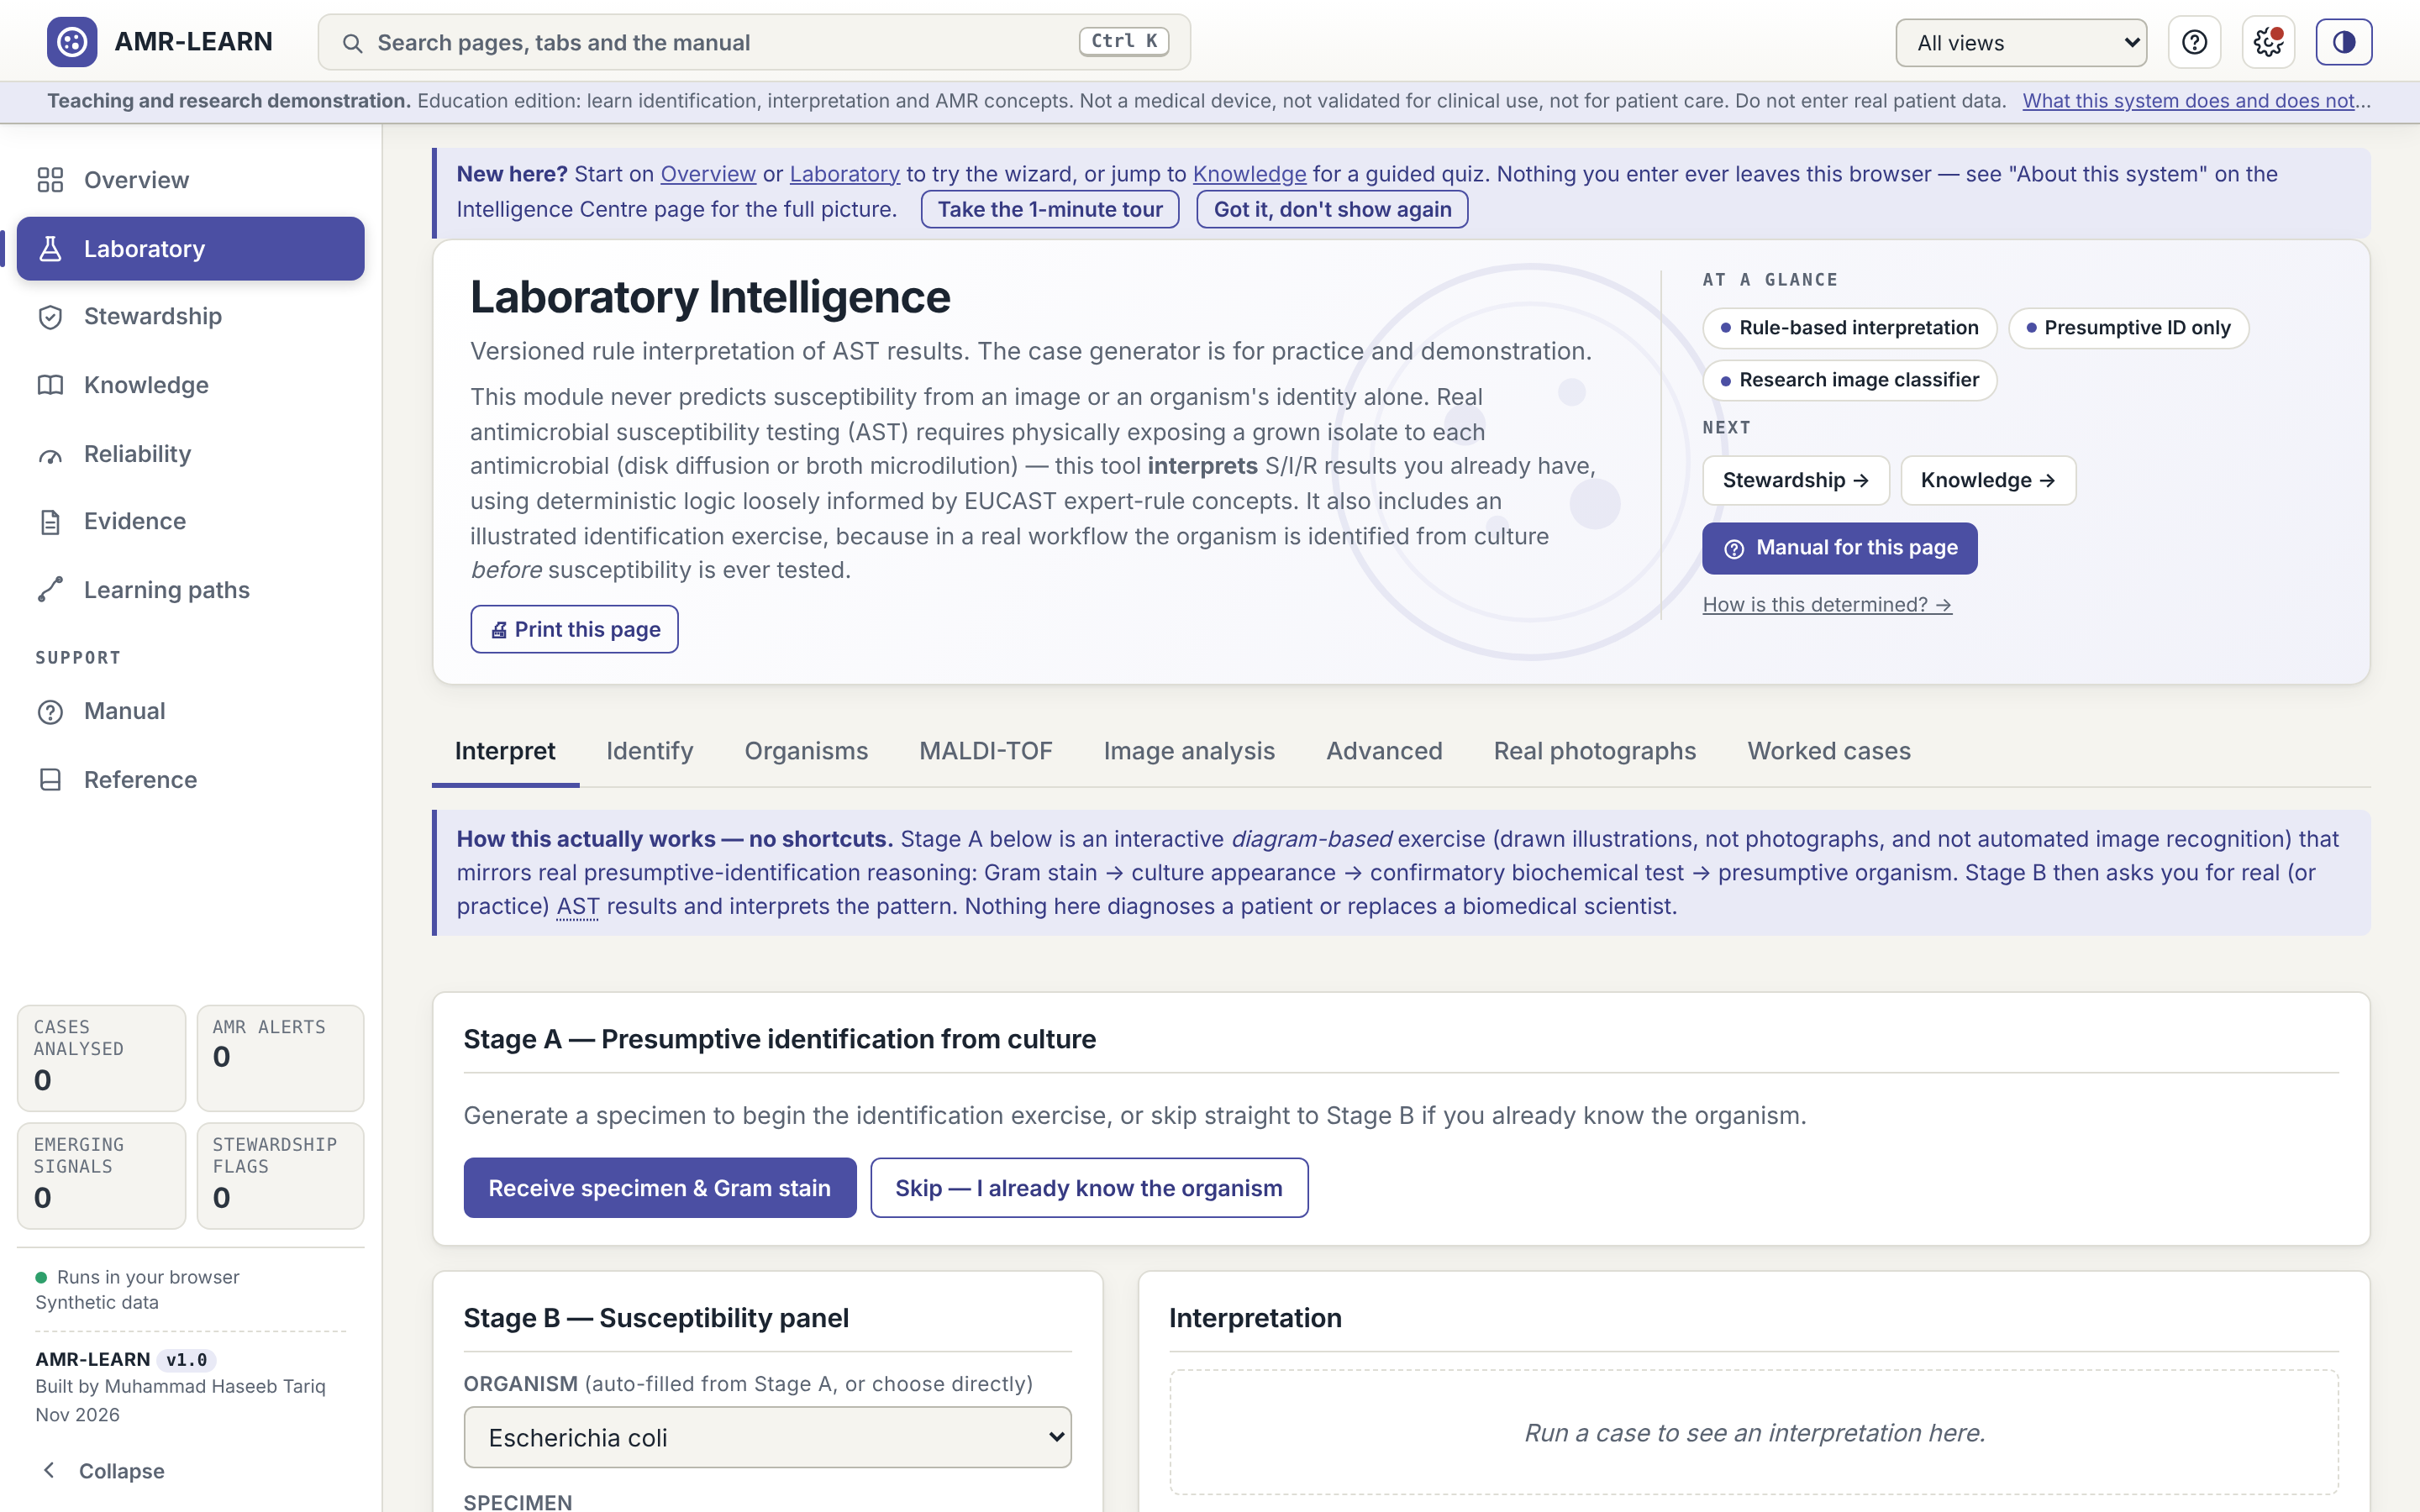 AMR-LEARN
Search pages, tabs and the manual
Ctrl K
All views
Teaching and research demonstration. Education edition: learn identification, interpretation and AMR concepts. Not a medical device, not validated for clinical use, not for patient care. Do not enter real patient data. What this system does and does not...
Overview
Laboratory
Stewardship
Knowledge
Reliability
Evidence
Learning paths
SUPPORT
Manual
Reference
CASES
ANALYSED
0
AMR ALERTS
0
EMERGING
SIGNALS
0
STEWARDSHIP
FLAGS
0
Runs in your browser
Synthetic data
AMR-LEARN v1.0
Built by Muhammad Haseeb Tariq
Nov 2026
Collapse
New here? Start on Overview or Laboratory to try the wizard, or jump to Knowledge for a guided quiz. Nothing you enter ever leaves this browser — see "About this system" on the
Intelligence Centre page for the full picture. Take the 1-minute tour Got it, don't show again
Laboratory Intelligence
Versioned rule interpretation of AST results. The case generator is for practice and demonstration.
This module never predicts susceptibility from an image or an organism's identity alone. Real
antimicrobial susceptibility testing (AST) requires physically exposing a grown isolate to each
antimicrobial (disk diffusion or broth microdilution) — this tool interprets S/I/R results you already have,
using deterministic logic loosely informed by EUCAST expert-rule concepts. It also includes an
illustrated identification exercise, because in a real workflow the organism is identified from culture
before susceptibility is ever tested.
Print this page
AT A GLANCE
Rule-based interpretation
Presumptive ID only
Research image classifier
NEXT
Stewardship →
Knowledge →
Manual for this page
How is this determined? →
Interpret
Identify
Organisms
MALDI-TOF
Image analysis
Advanced
Real photographs
Worked cases
How this actually works — no shortcuts. Stage A below is an interactive diagram-based exercise (drawn illustrations, not photographs, and not automated image recognition) that
mirrors real presumptive-identification reasoning: Gram stain → culture appearance → confirmatory biochemical test → presumptive organism. Stage B then asks you for real (or
practice) AST results and interprets the pattern. Nothing here diagnoses a patient or replaces a biomedical scientist.
Stage A — Presumptive identification from culture
Generate a specimen to begin the identification exercise, or skip straight to Stage B if you already know the organism.
Receive specimen & Gram stain
Skip — I already know the organism
Stage B — Susceptibility panel
ORGANISM (auto-filled from Stage A, or choose directly)
Escherichia coli
SPECIMEN
Interpretation
Run a case to see an interpretation here.